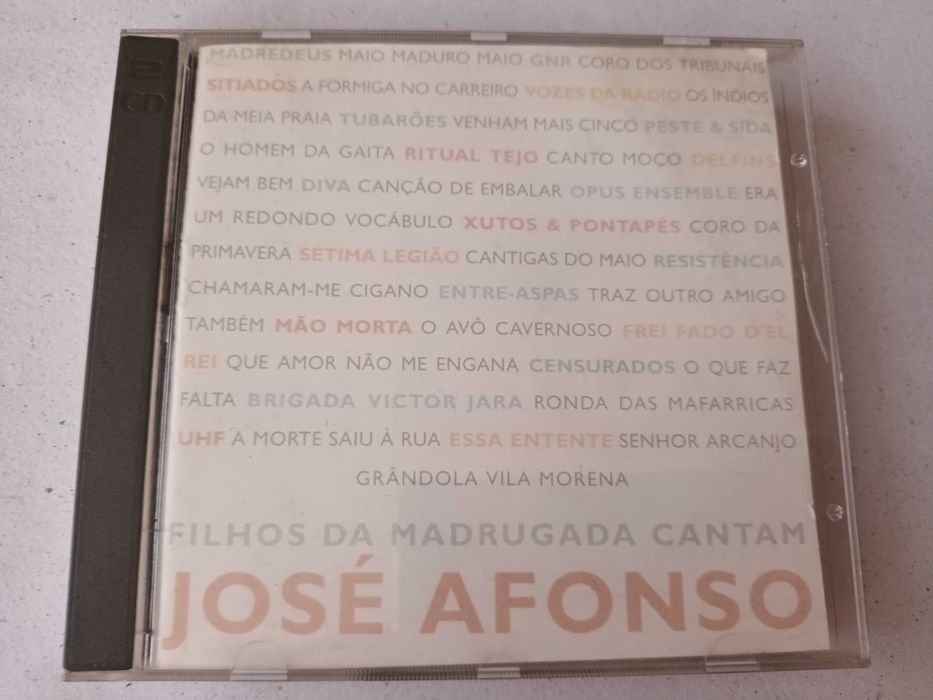 2
CD
MADREDEUS MAIO MADURO MAIO GNR CORO DOS TRIBUNAIS
SITIADOS A FORMIGA NO CARREIRO VOZES DA RÁDIO OS ÍNDIOS
DA MEIA PRAIA TUBARÕES VENHAM MAIS CINCO PESTE & SIDA
O HOMEM DA GAITA RITUAL TEJO CANTO MOÇO DELFINS
VEJAM BEM DIVA CANÇÃO DE EMBALAR OPUS ENSEMBLE ERA
UM REDONDO VOCÁBULO XUTOS & PONTAPÉS CORO DA
PRIMAVERA SÉTIMA LEGIÃO CANTIGAS DO MAIO RESISTÊNCIA
CHAMARAM-ME CIGANO ENTRE-ASPAS TRAZ OUTRO AMIGO
TAMBÉM MÃO MORTA O AVÔ CAVERNOSO FREI FADO D'EL
REI QUE AMOR NÃO ME ENGANA CENSURADOS O QUE FAZ
FALTA BRIGADA VICTOR JARA RONDA DAS MAFARRICAS
UHF A MORTE SAIU À RUA ESSA ENTENTE SENHOR ARCANJO
GRÂNDOLA VILA MORENA
FILHOS DA MADRUGADA CANTAM
JOSÉ AFONSO